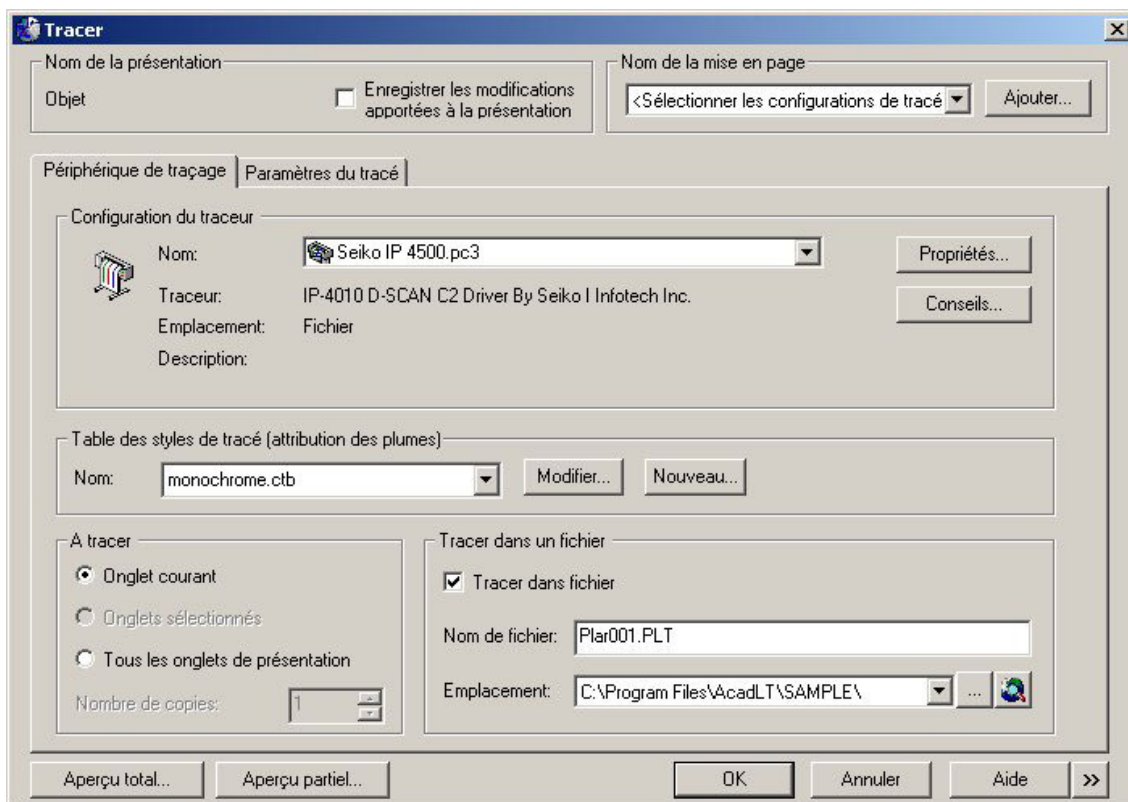 Tracer
Nom de la présentation
Objet
Enregistrer les modifications
apportées à la présentation
Nom de la mise en page
<Sélectionner les configurations de tracé
Ajouter...
Périphérique de traçage
Paramètres du tracé
Configuration du traceur
Nom:
Seiko IP 4500.pc3
Propriétés...
Traceur:
IP-4010 D-SCAN C2 Driver By Seiko I Infotech Inc.
Conseils...
Emplacement:
Fichier
Description:
Table des styles de tracé (attribution des plumes)
Nom:
monochrome.ctb
Modifier...
Nouveau...
A tracer
Onglet courant
Onglets sélectionnés
Tous les onglets de présentation
Nombre de copies:
1
Tracer dans un fichier
Tracer dans fichier
Nom de fichier:
Plar001.PLT
Emplacement:
C:\Program Files\AcadLT\SAMPLE\
...
Aperçu total...
Aperçu partiel...
OK
Annuler
Aide
>>